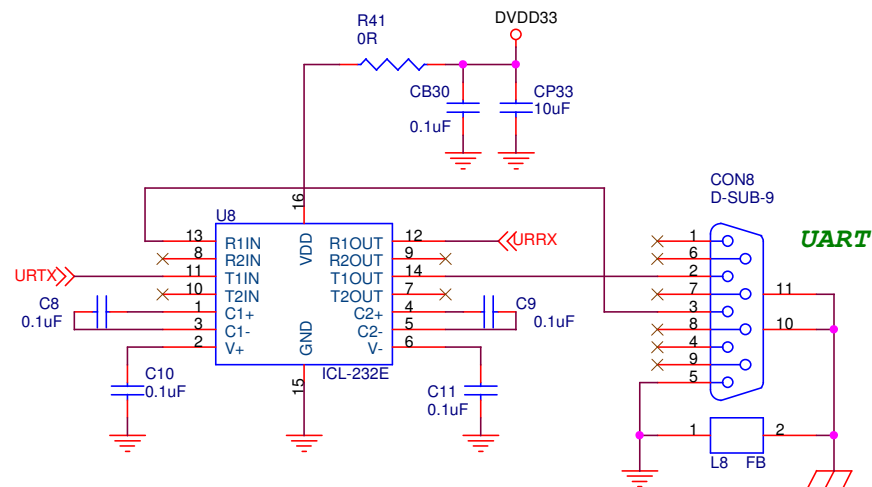 DVDD33
R41
0R
CB30
0.1uF
CP33
10uF
CON8
D-SUB-9
UART
U8
16
VDD
13 R1IN R1OUT 12 URRX
8 R2IN R2OUT 9
URTX 11 T1IN T1OUT 14
10 T2IN T2OUT 7
C8
0.1uF
1 C1+ C2+ 4
3 C1- C2- 5
2 V+ V- 6
C9
0.1uF
GND
15
ICL-232E
C10
0.1uF
C11
0.1uF
1
6
2
7
3
8
4
9
5
11
10
1
2
L8 FB